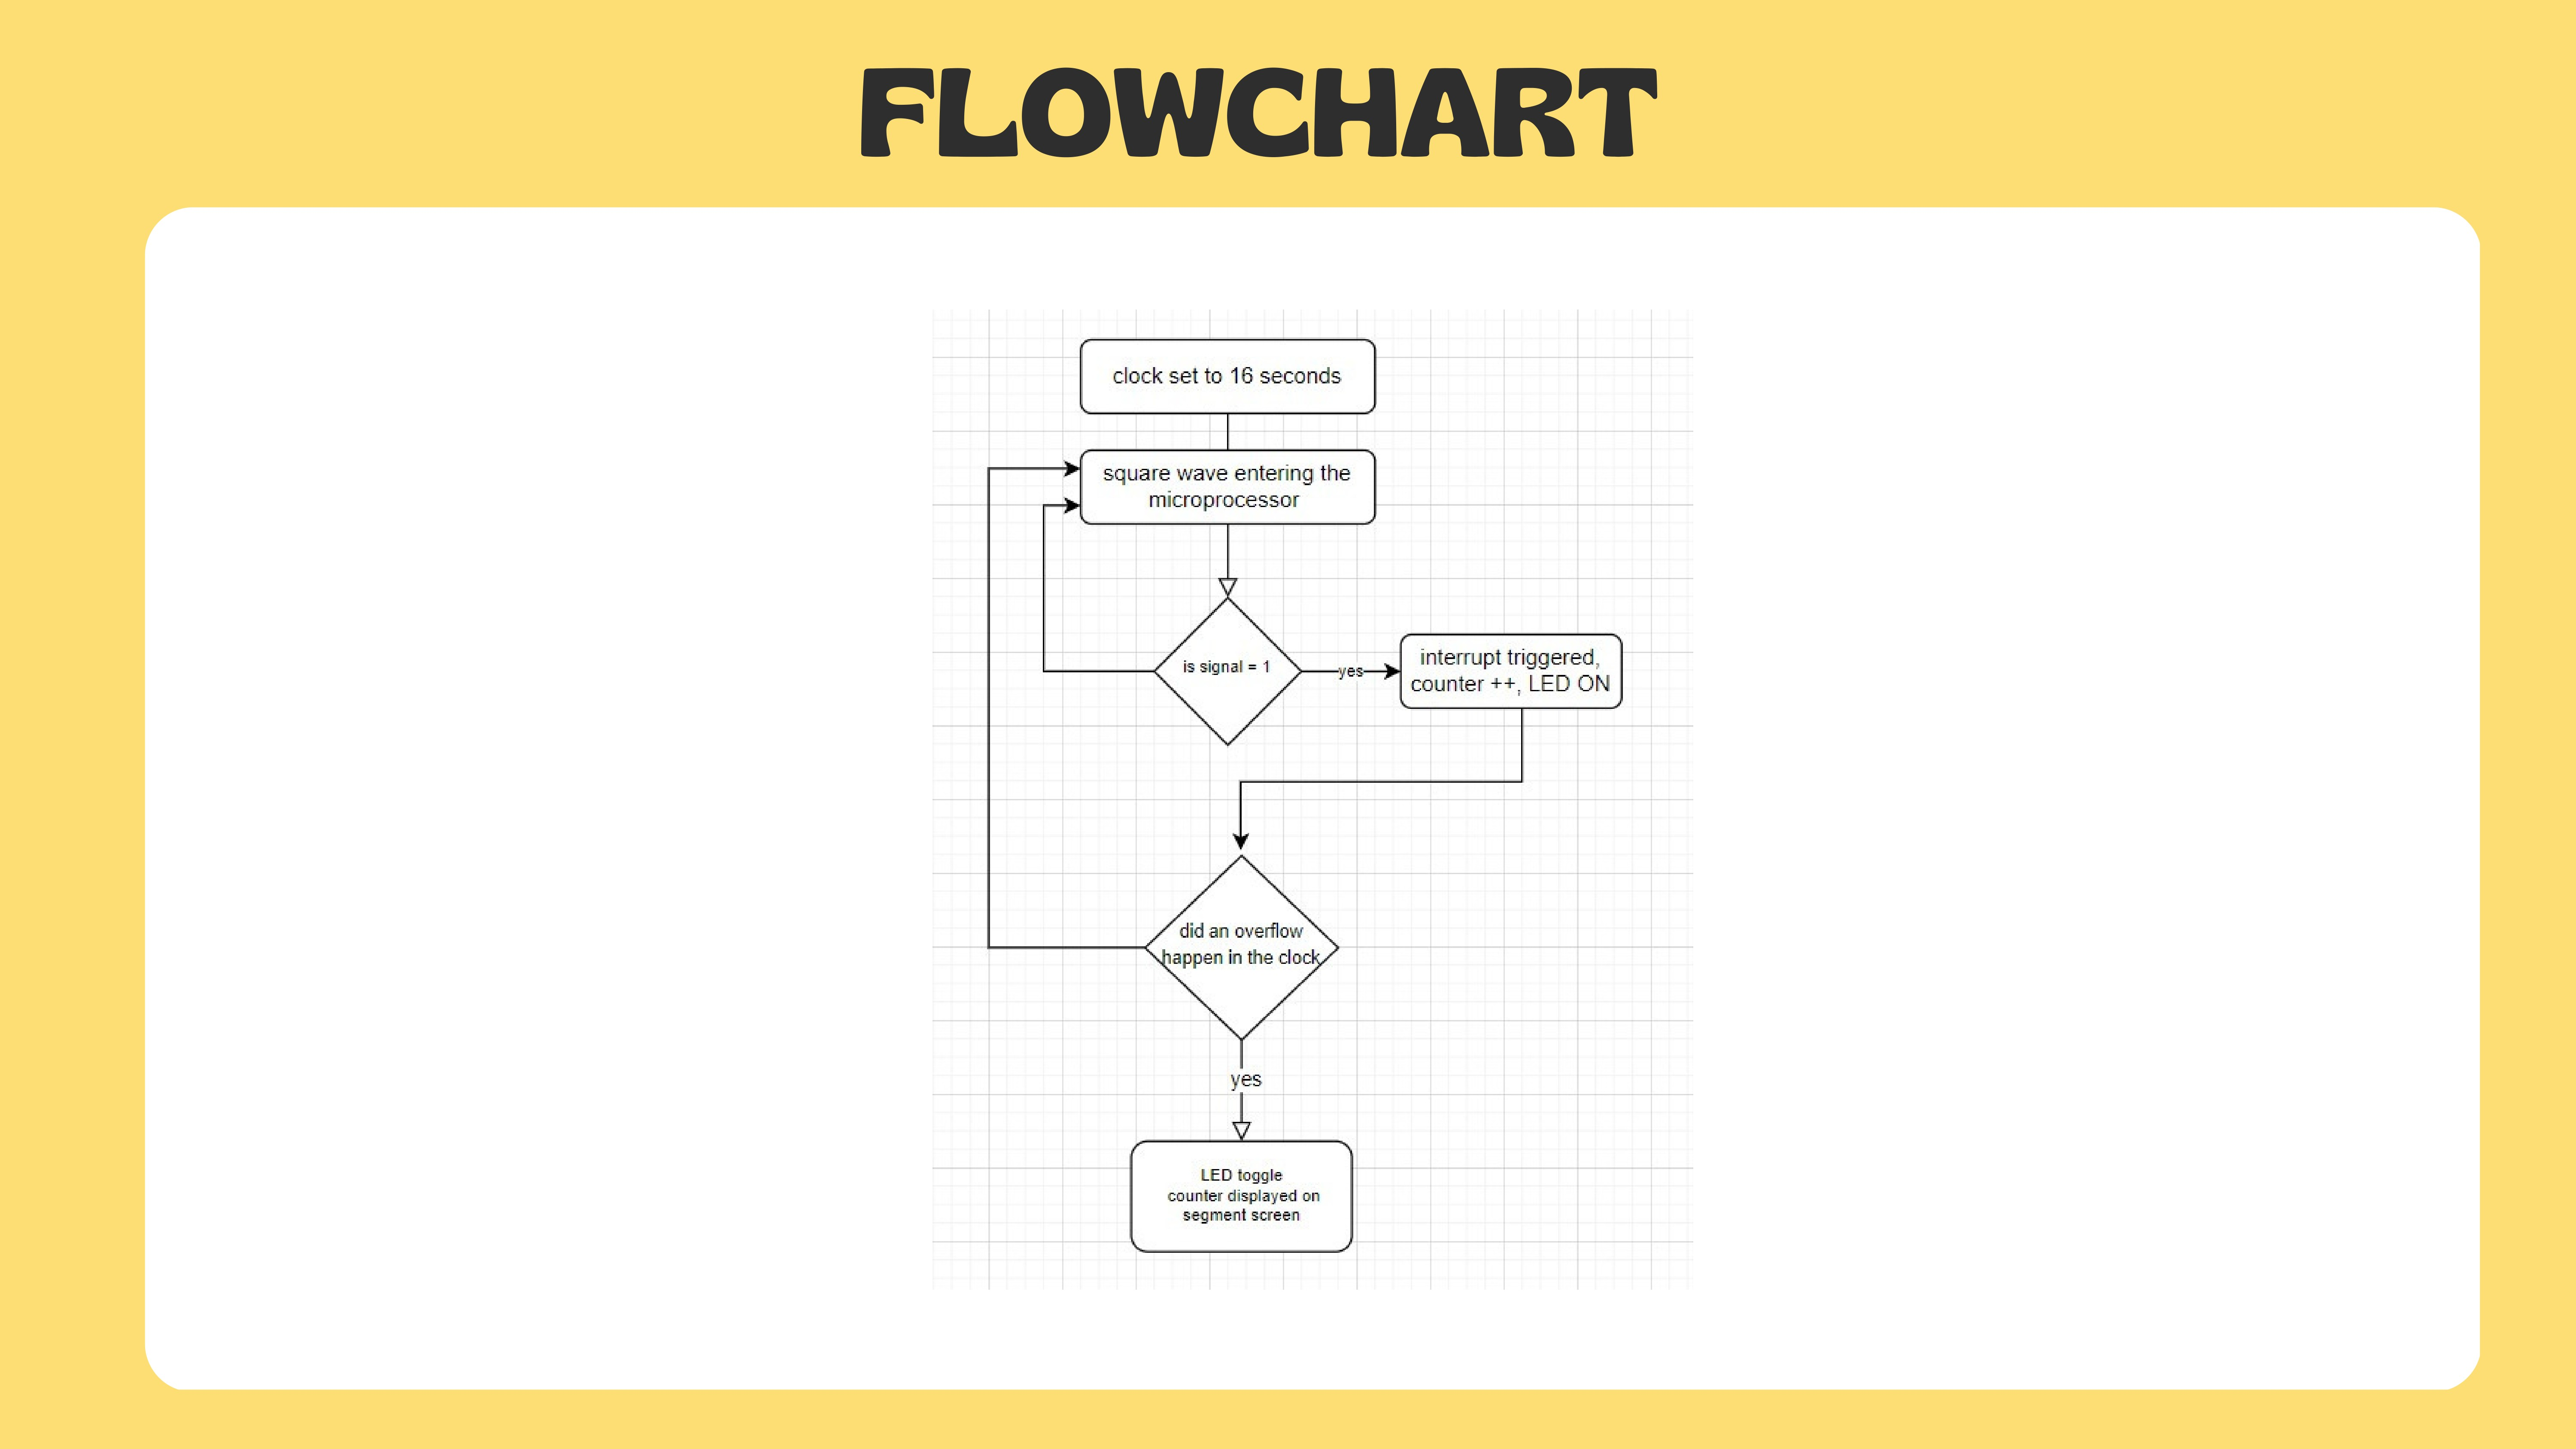 FLOWCHART
clock set to 16 seconds
square wave entering the
microprocessor
is signal = 1
yes
interrupt triggered,
counter ++, LED ON
did an overflow
happen in the clock
yes
LED toggle
counter displayed on
segment screen